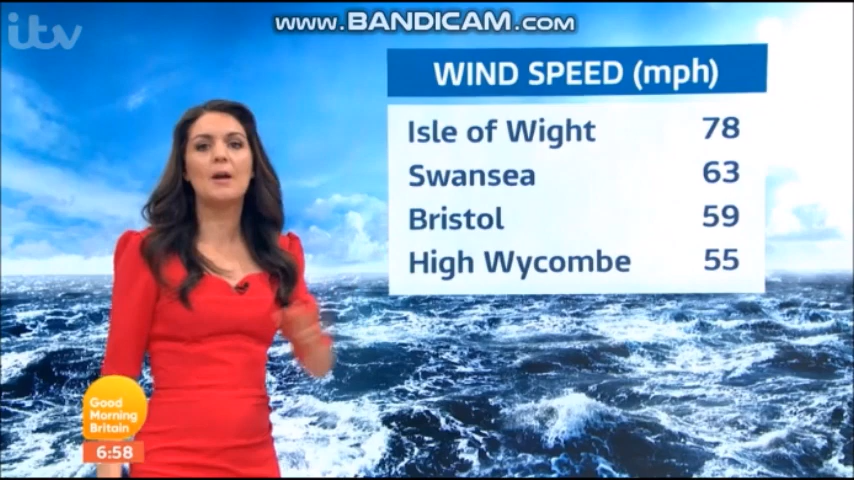 www.BANDICAM.com
itv
WIND SPEED (mph)
Isle of Wight 78
Swansea 63
Bristol 59
High Wycombe 55
Good
Morning
Britain
6:58